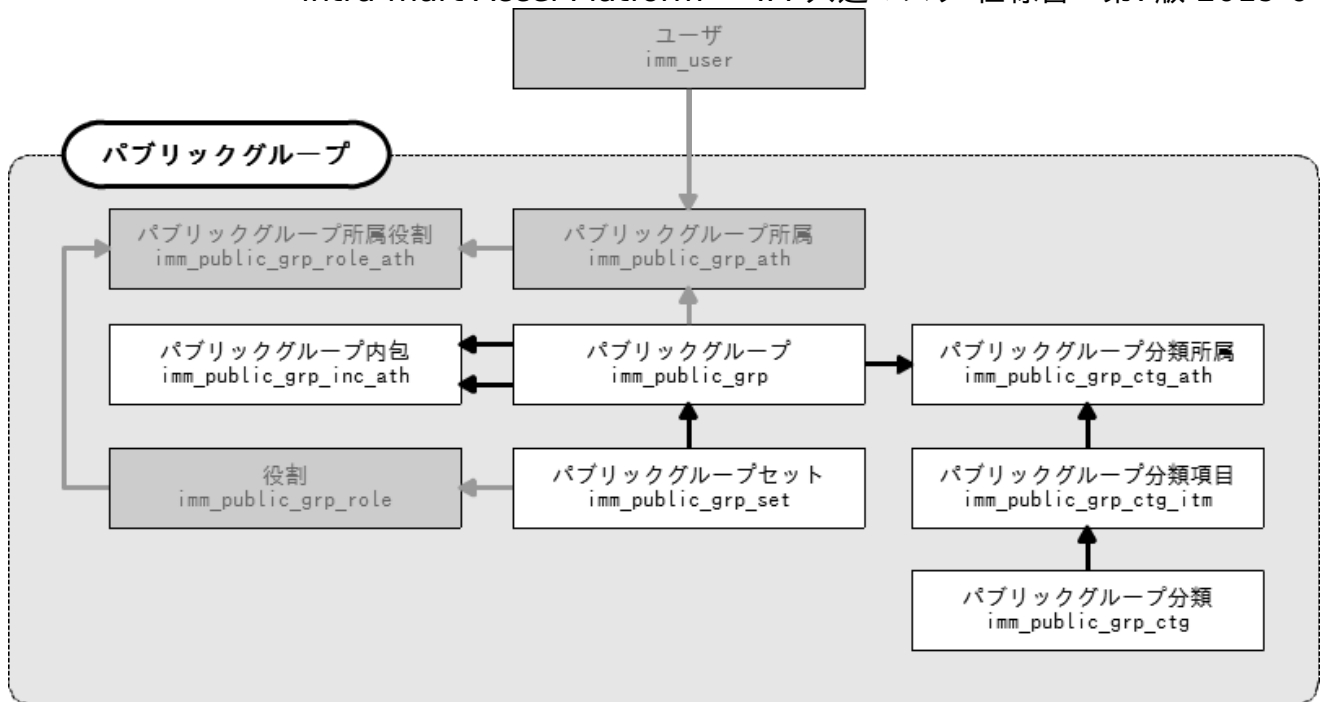 ユーザ
imm_user
パブリックグループ
パブリックグループ所属役割
imm_public_grp_role_ath
パブリックグループ所属
imm_public_grp_ath
パブリックグループ内包
imm_public_grp_inc_ath
パブリックグループ
imm_public_grp
パブリックグループ分類所属
imm_public_grp_ctg_ath
役割
imm_public_grp_role
パブリックグループセット
imm_public_grp_set
パブリックグループ分類項目
imm_public_grp_ctg_itm
パブリックグループ分類
imm_public_grp_ctg